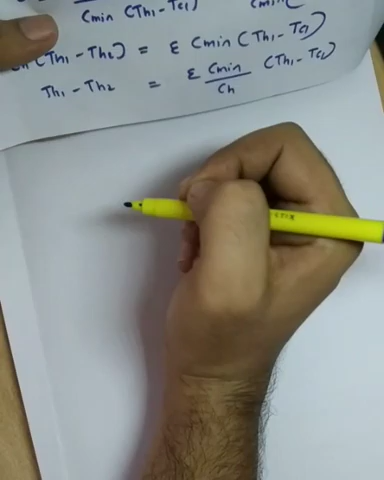 Cmin (Th1 - Tc1)
(Th1 - Th2) = ε Cmin (Th1 - Tc1)
Th1 - Th2 = ε Cmin/Ch (Th1 - Tc1)